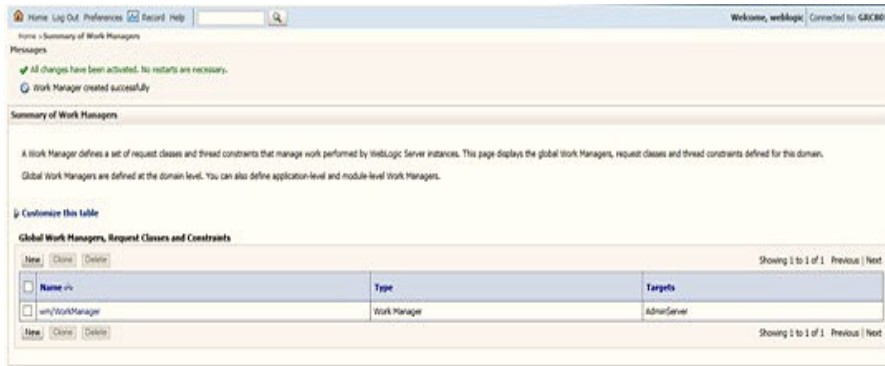 Home Log Out Preferences Record Help
Welcome, weblogic Connected to: GRC80
Home >Summary of Work Managers
Messages
All changes have been activated. No restarts are necessary.
Work Manager created successfully
Summary of Work Managers
A Work Manager defines a set of request classes and thread constraints that manage work performed by WebLogic Server instances. This page displays the global Work Managers, request classes and thread constraints defined for this domain.
Global Work Managers are defined at the domain level. You can also define application-level and module-level Work Managers.
Customize this table
Global Work Managers, Request Classes and Constraints
New Clone Delete
Showing 1 to 1 of 1 Previous | Next
Name Type Targets
wm/WorkManager Work Manager AdminServer
New Clone Delete
Showing 1 to 1 of 1 Previous | Next